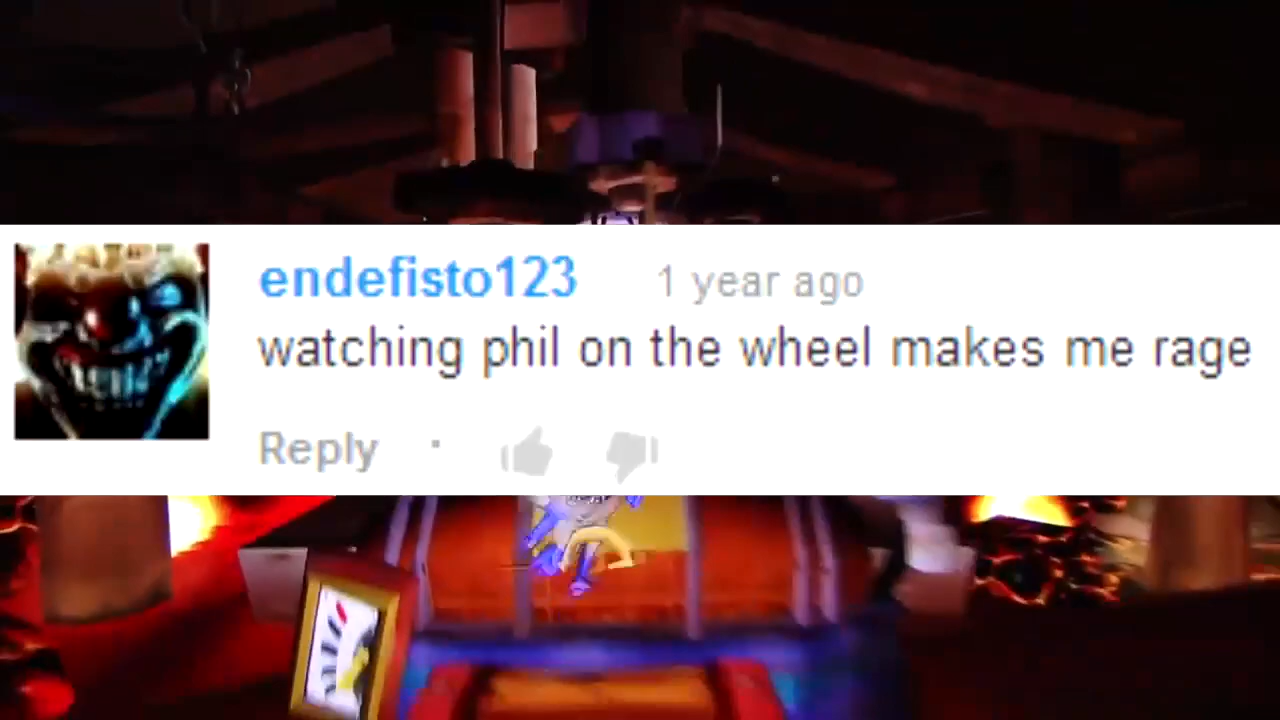 endefisto123 1 year ago
watching phil on the wheel makes me rage
Reply ·